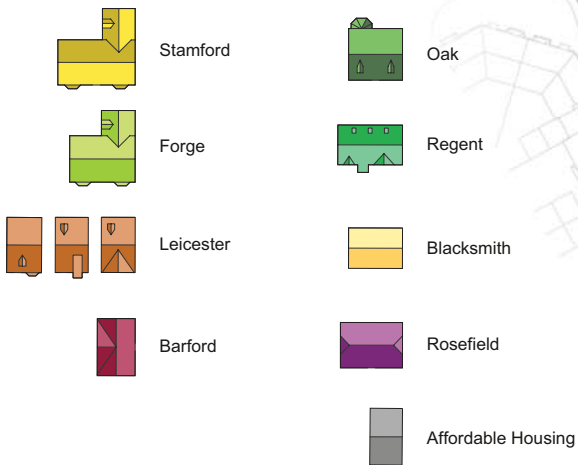 Stamford
Forge
Leicester
Barford
Oak
Regent
Blacksmith
Rosefield
Affordable Housing